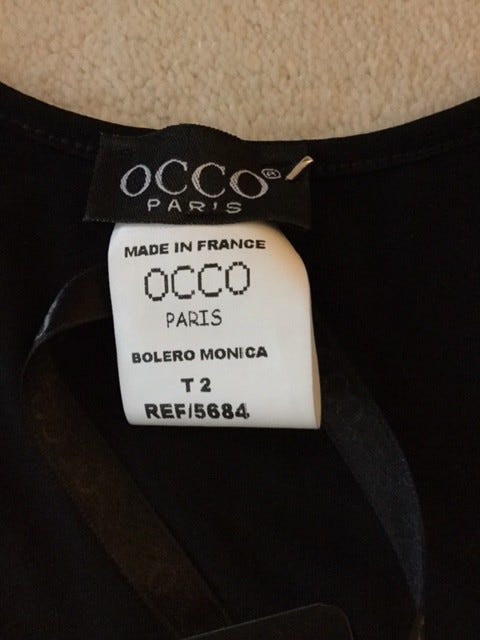 OCCO®
PARIS
MADE IN FRANCE
OCCO
PARIS
BOLERO MONICA
T 2
REF/5684